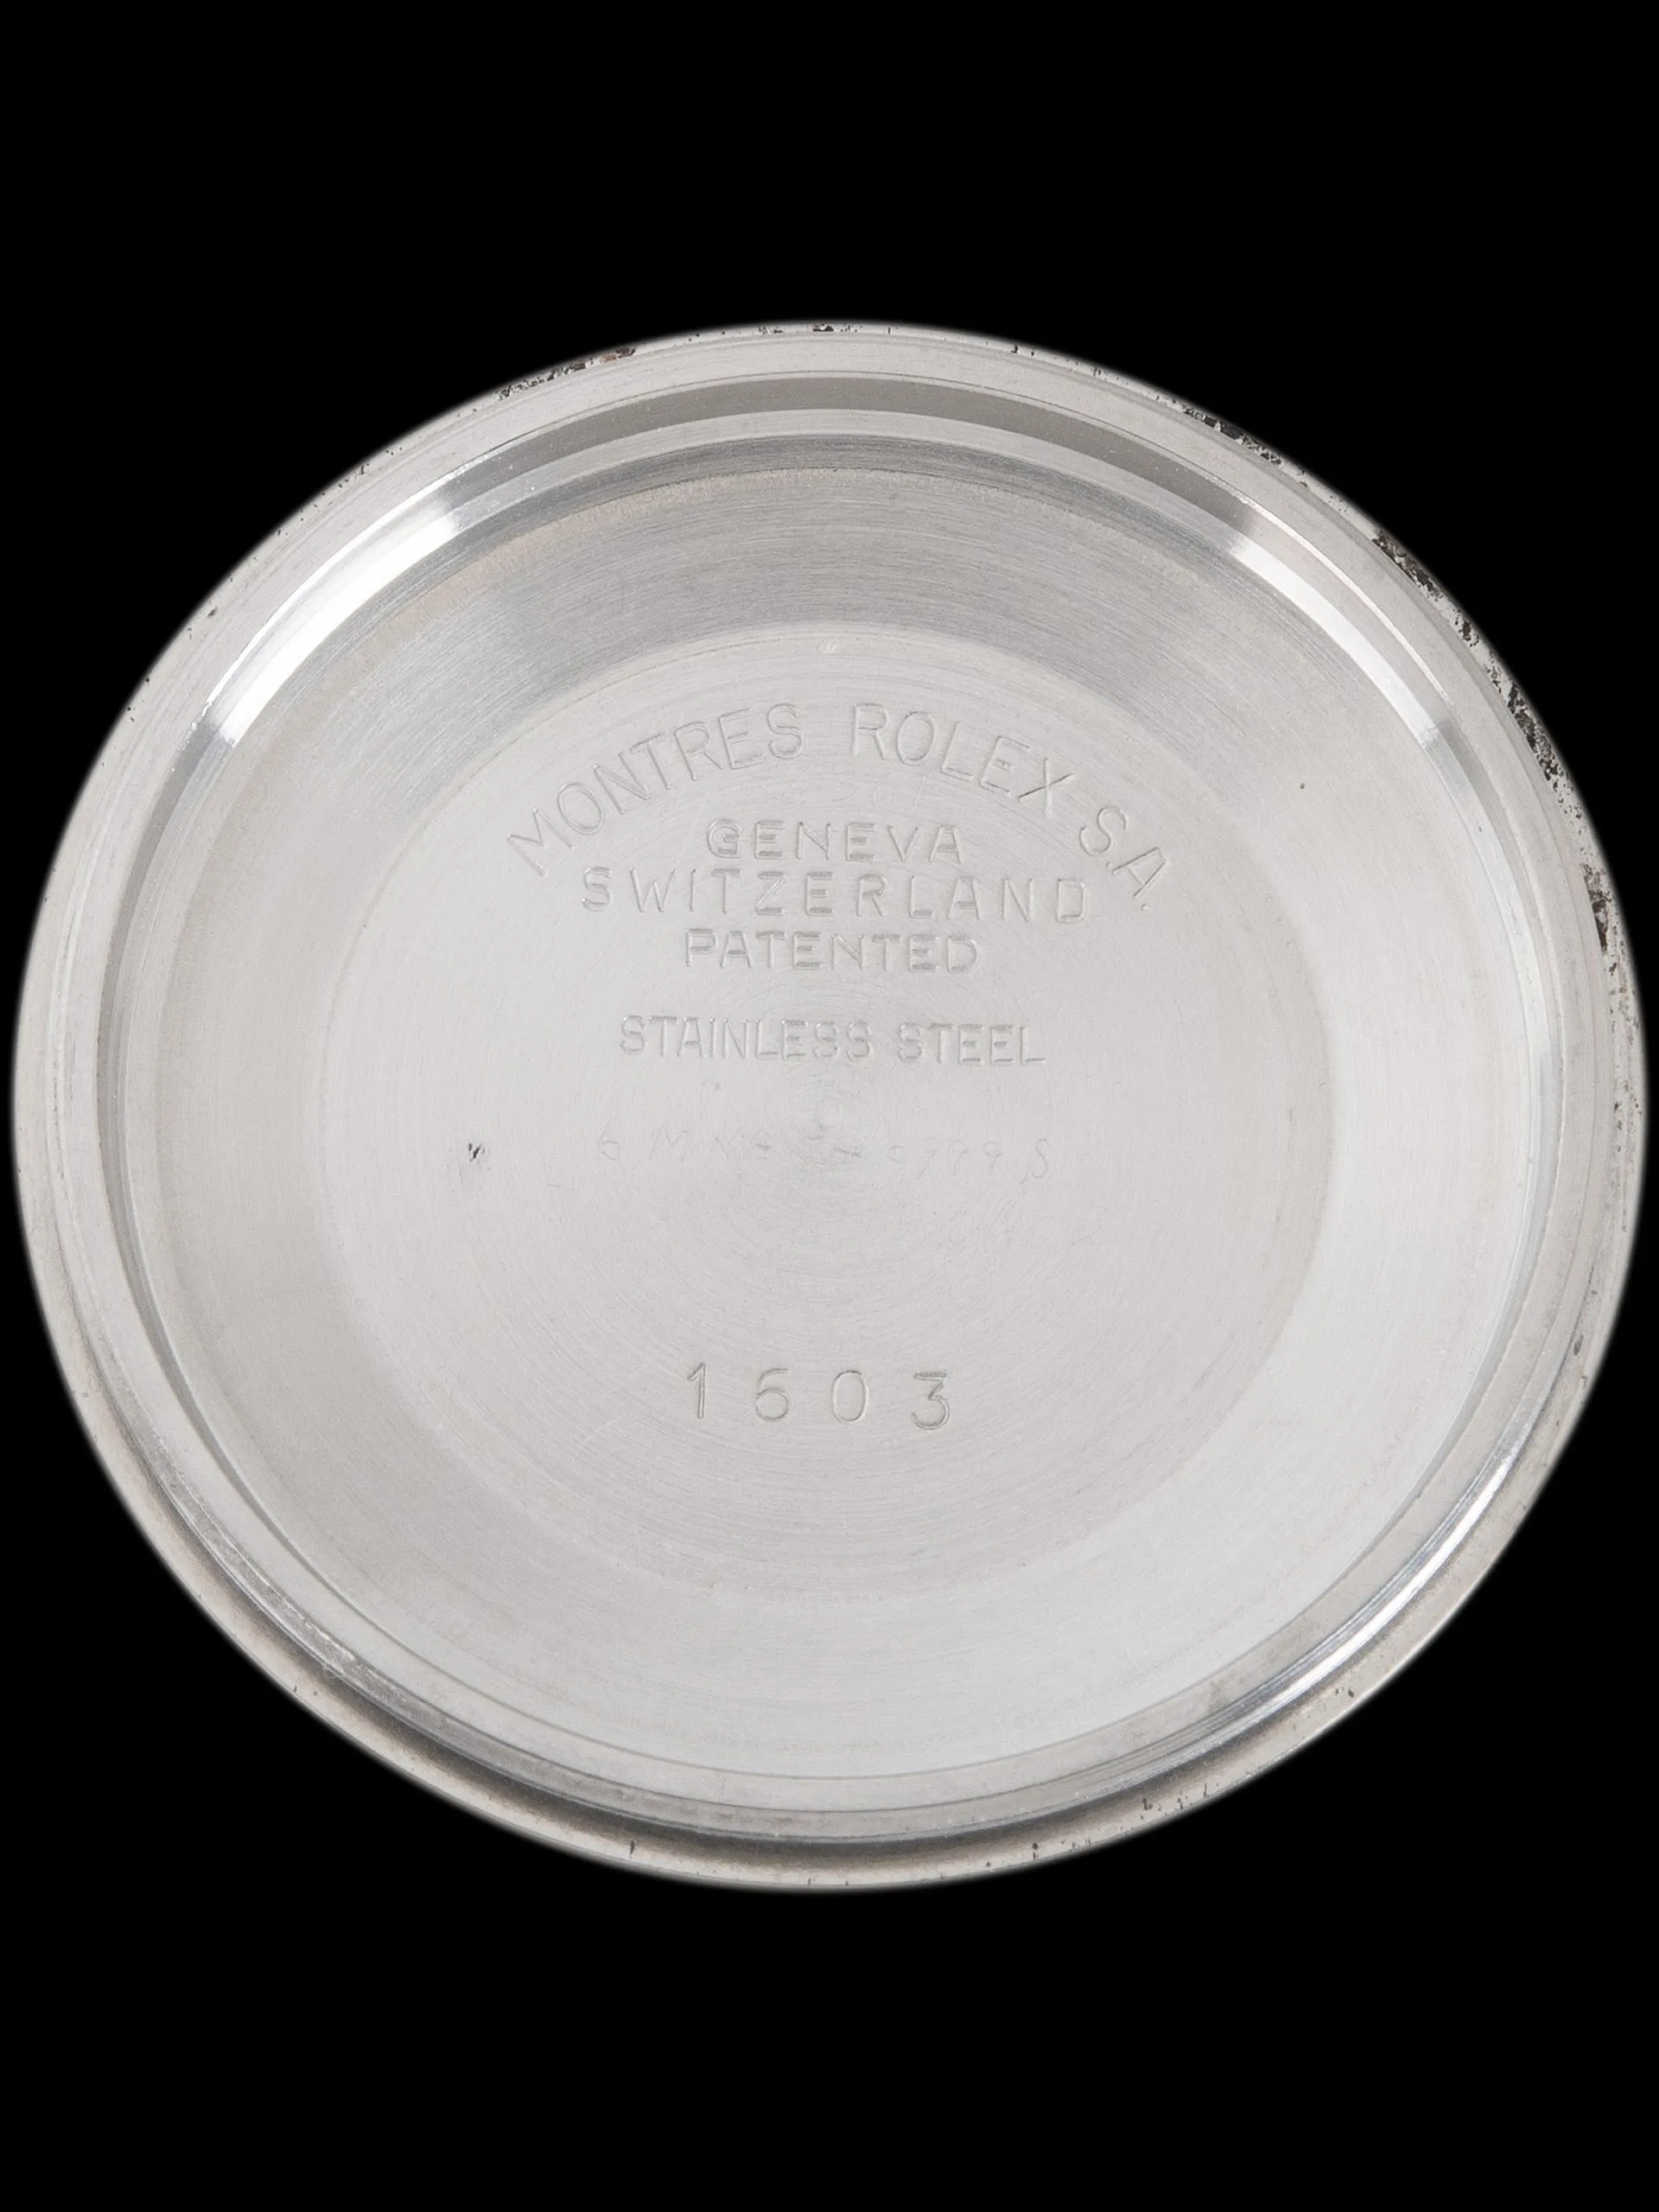 MONTRES ROLEX S.A.
GENEVA
SWITZERLAND
PATENTED
STAINLESS STEEL
1603